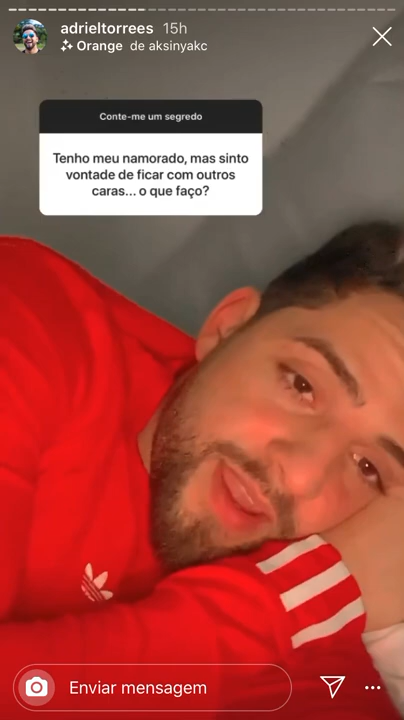 adrieltorrees 15h
Orange de aksinyakc
Conte-me um segredo
Tenho meu namorado, mas sinto
vontade de ficar com outros
caras... o que faço?
Enviar mensagem